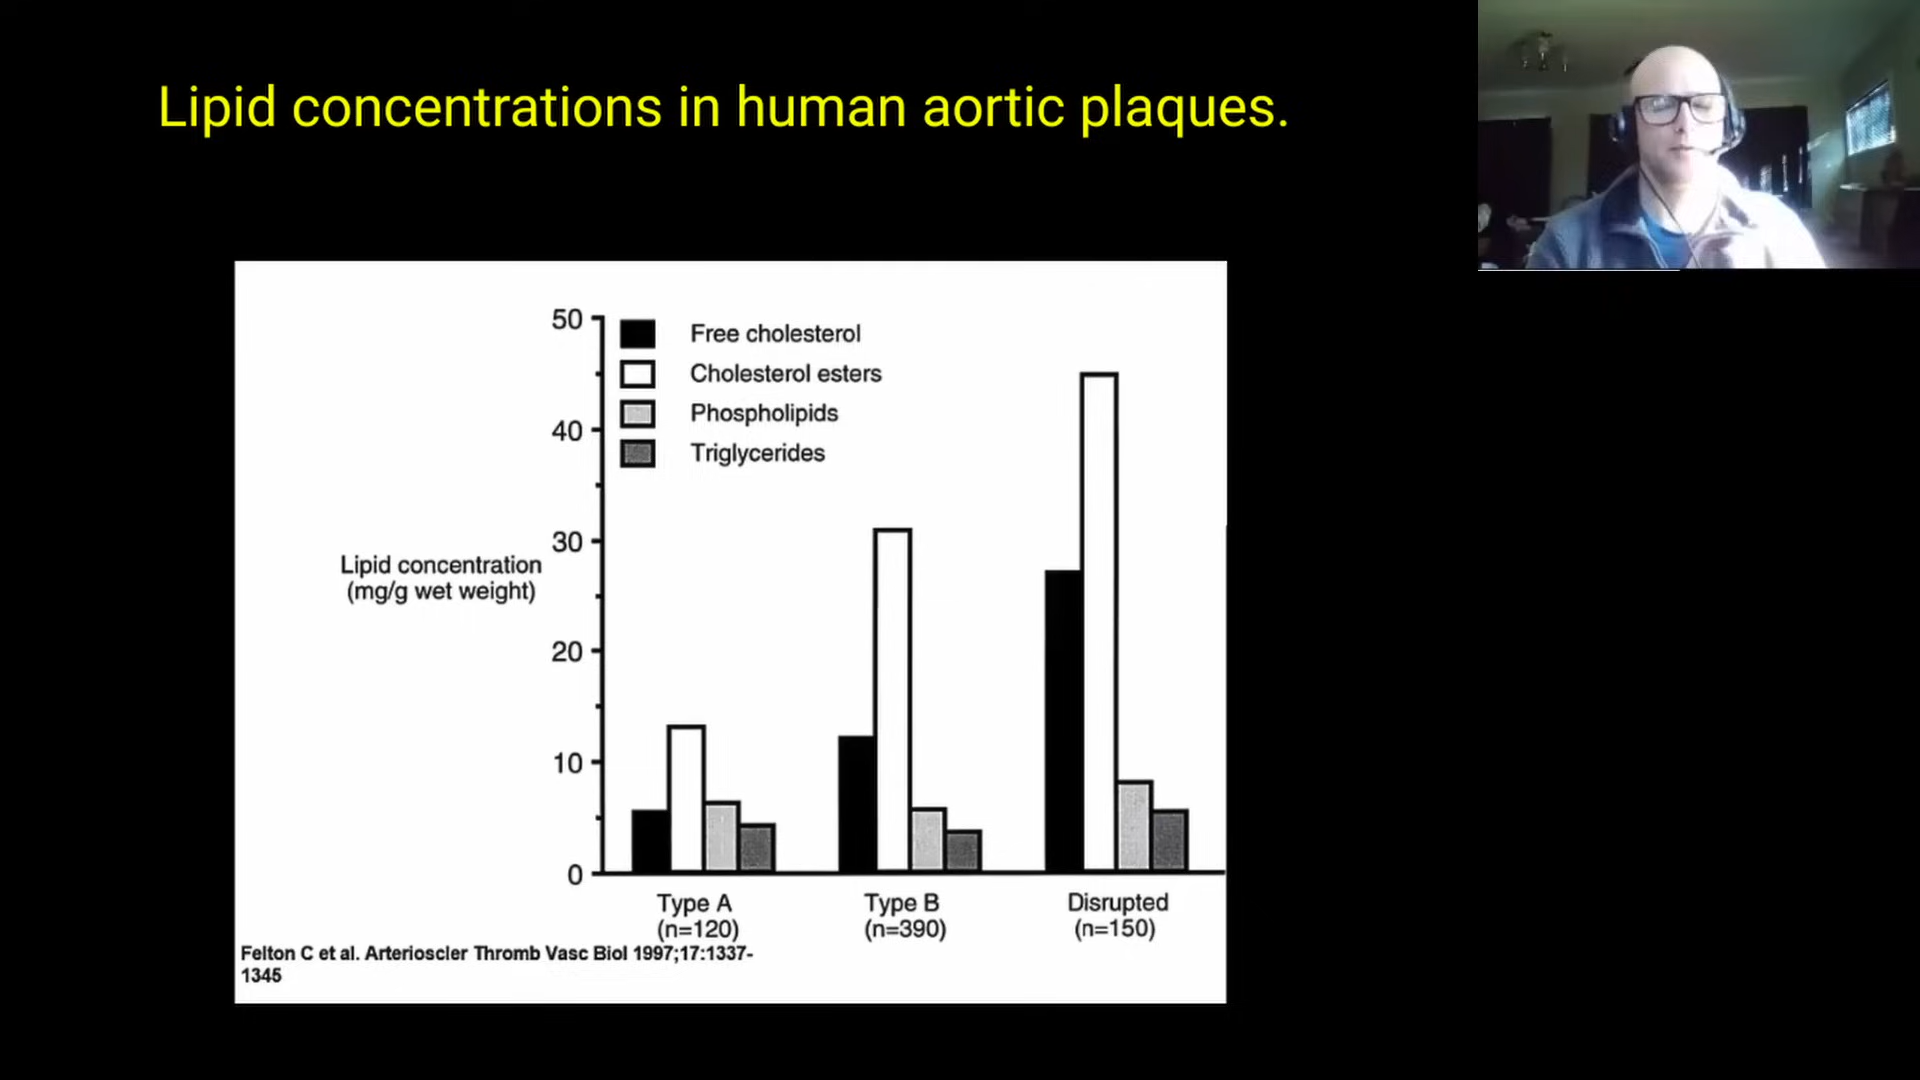 Lipid concentrations in human aortic plaques.
50
Free cholesterol
Cholesterol esters
40
Phospholipids
Triglycerides
30
Lipid concentration
(mg/g wet weight)
20
10
0
Type A
(n=120)
Type B
(n=390)
Disrupted
(n=150)
Felton C et al. Arterioscler Thromb Vasc Biol 1997;17:1337-
1345